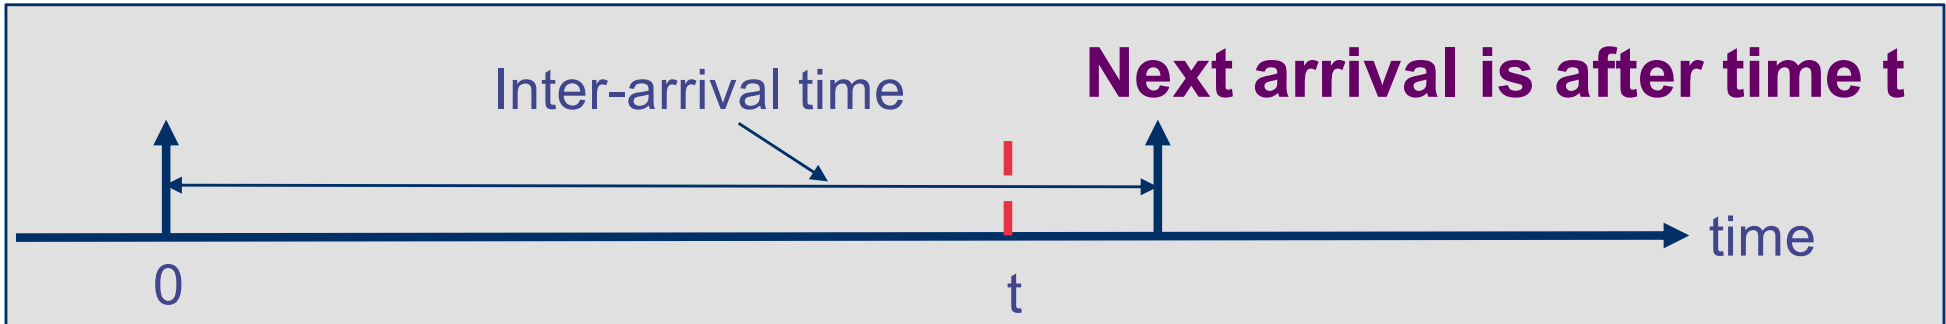 Next arrival is after time t
Inter-arrival time
time
0
t